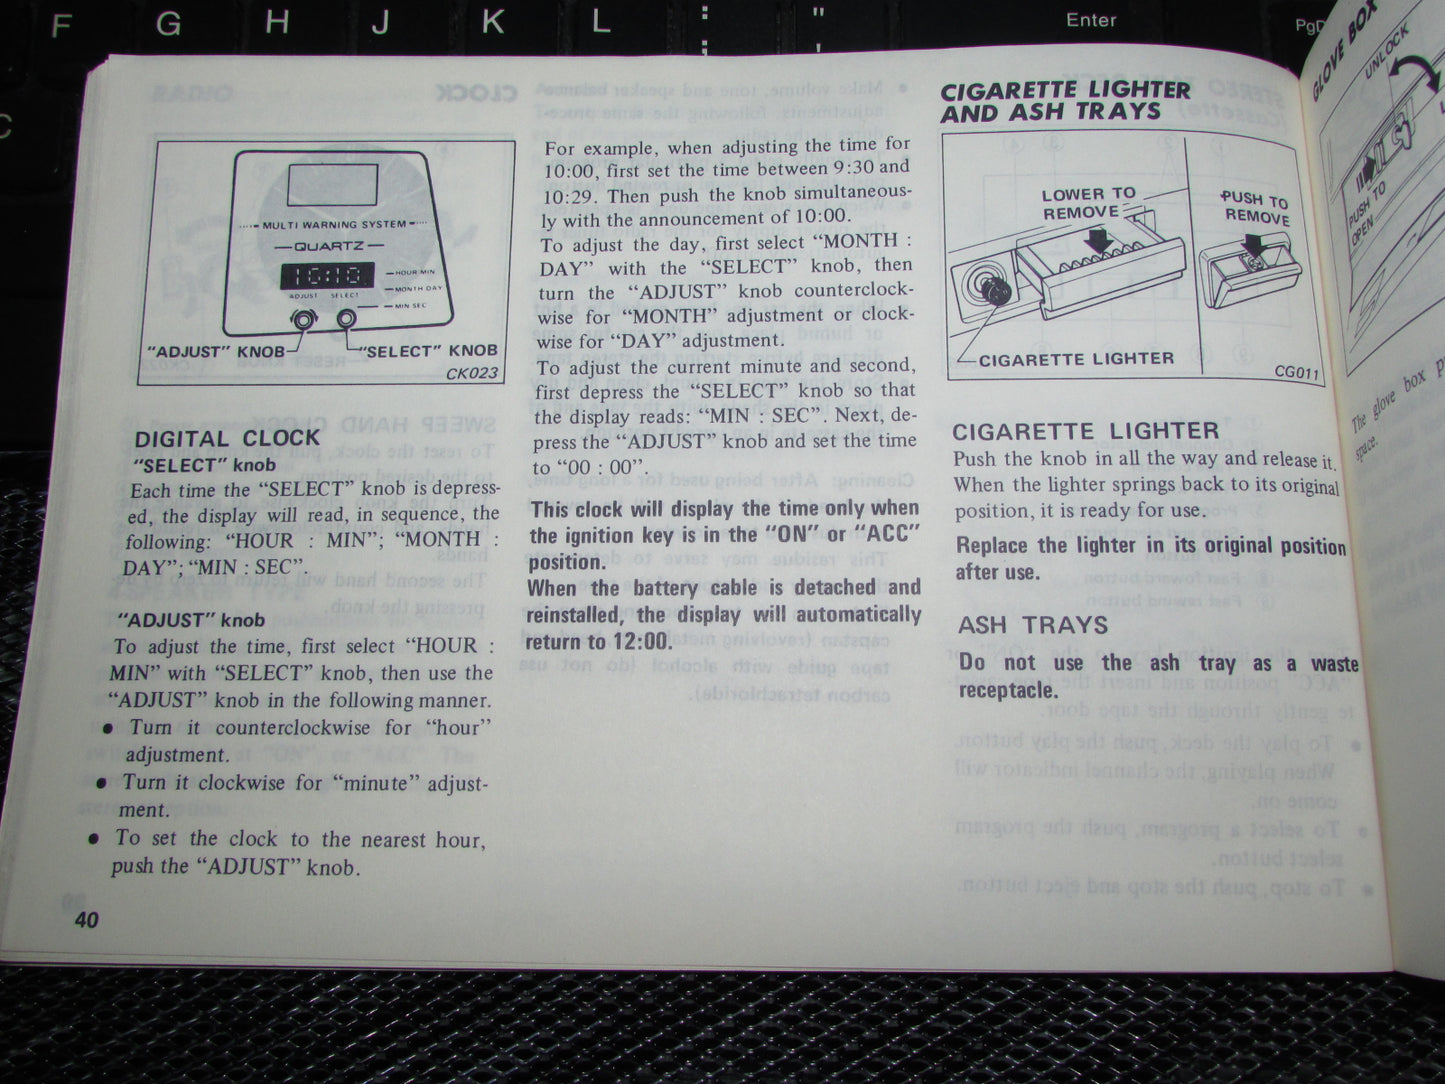 F G H J K L : ; " ' Enter
C
MULTI WARNING SYSTEM
QUARTZ
10:10
HOUR MIN
MONTH DAY
MIN SEC
ADJUST SELECT
"ADJUST" KNOB
"SELECT" KNOB
CK023
DIGITAL CLOCK
"SELECT" knob
Each time the "SELECT" knob is depress-
ed, the display will read, in sequence, the
following: "HOUR : MIN"; "MONTH :
DAY"; "MIN : SEC".
"ADJUST" knob
To adjust the time, first select "HOUR :
MIN" with "SELECT" knob, then use the
"ADJUST" knob in the following manner.
● Turn it counterclockwise for "hour"
adjustment.
● Turn it clockwise for "minute" adjust-
ment.
● To set the clock to the nearest hour,
push the "ADJUST" knob.
40
For example, when adjusting the time for
10:00, first set the time between 9:30 and
10:29. Then push the knob simultaneous-
ly with the announcement of 10:00.
To adjust the day, first select "MONTH :
DAY" with the "SELECT" knob, then
turn the "ADJUST" knob counterclock-
wise for "MONTH" adjustment or clock-
wise for "DAY" adjustment.
To adjust the current minute and second,
first depress the "SELECT" knob so that
the display reads: "MIN : SEC". Next, de-
press the "ADJUST" knob and set the time
to "00 : 00".
This clock will display the time only when
the ignition key is in the "ON" or "ACC"
position.
When the battery cable is detached and
reinstalled, the display will automatically
return to 12:00.
CIGARETTE LIGHTER
AND ASH TRAYS
LOWER TO
REMOVE
PUSH TO
REMOVE
CIGARETTE LIGHTER
CG011
CIGARETTE LIGHTER
Push the knob in all the way and release it.
When the lighter springs back to its original
position, it is ready for use.
Replace the lighter in its original position
after use.
ASH TRAYS
Do not use the ash tray as a waste
receptacle.
GLOVE BOX
UNLOCK
PUSH TO
OPEN
The glove box
space.